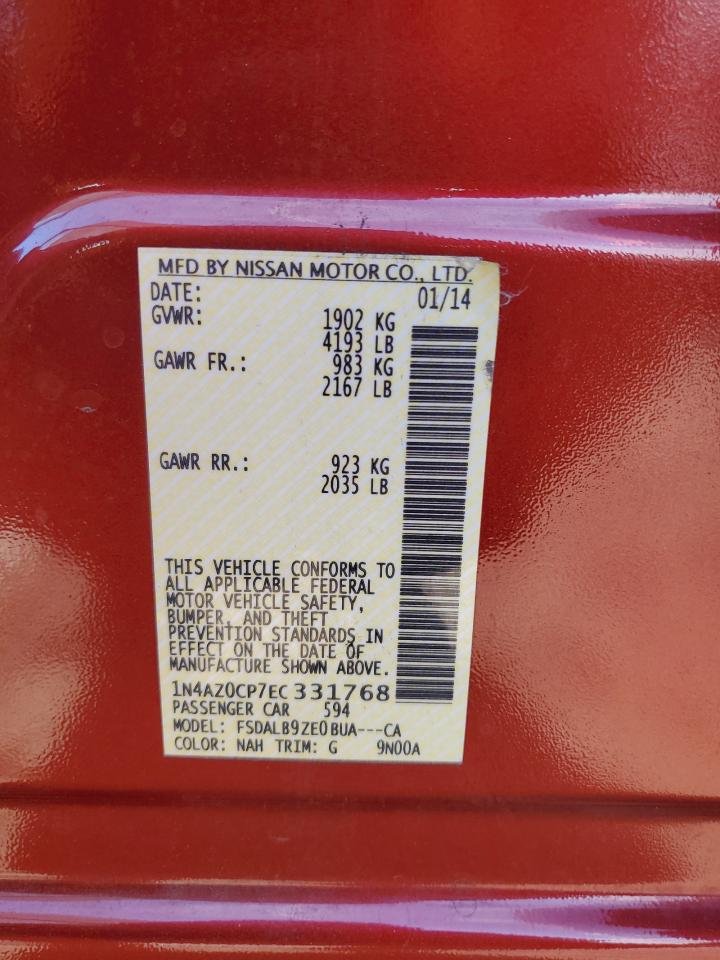 MFD BY NISSAN MOTOR CO., LTD.
DATE: 01/14
GVWR: 1902 KG
4193 LB
GAWR FR.: 983 KG
2167 LB
GAWR RR.: 923 KG
2035 LB
THIS VEHICLE CONFORMS TO
ALL APPLICABLE FEDERAL
MOTOR VEHICLE SAFETY,
BUMPER, AND THEFT
PREVENTION STANDARDS IN
EFFECT ON THE DATE OF
MANUFACTURE SHOWN ABOVE.
1N4AZ0CP7EC331768
PASSENGER CAR 594
MODEL: FSDALB9ZE0BUA---CA
COLOR: NAH TRIM: G 9N00A